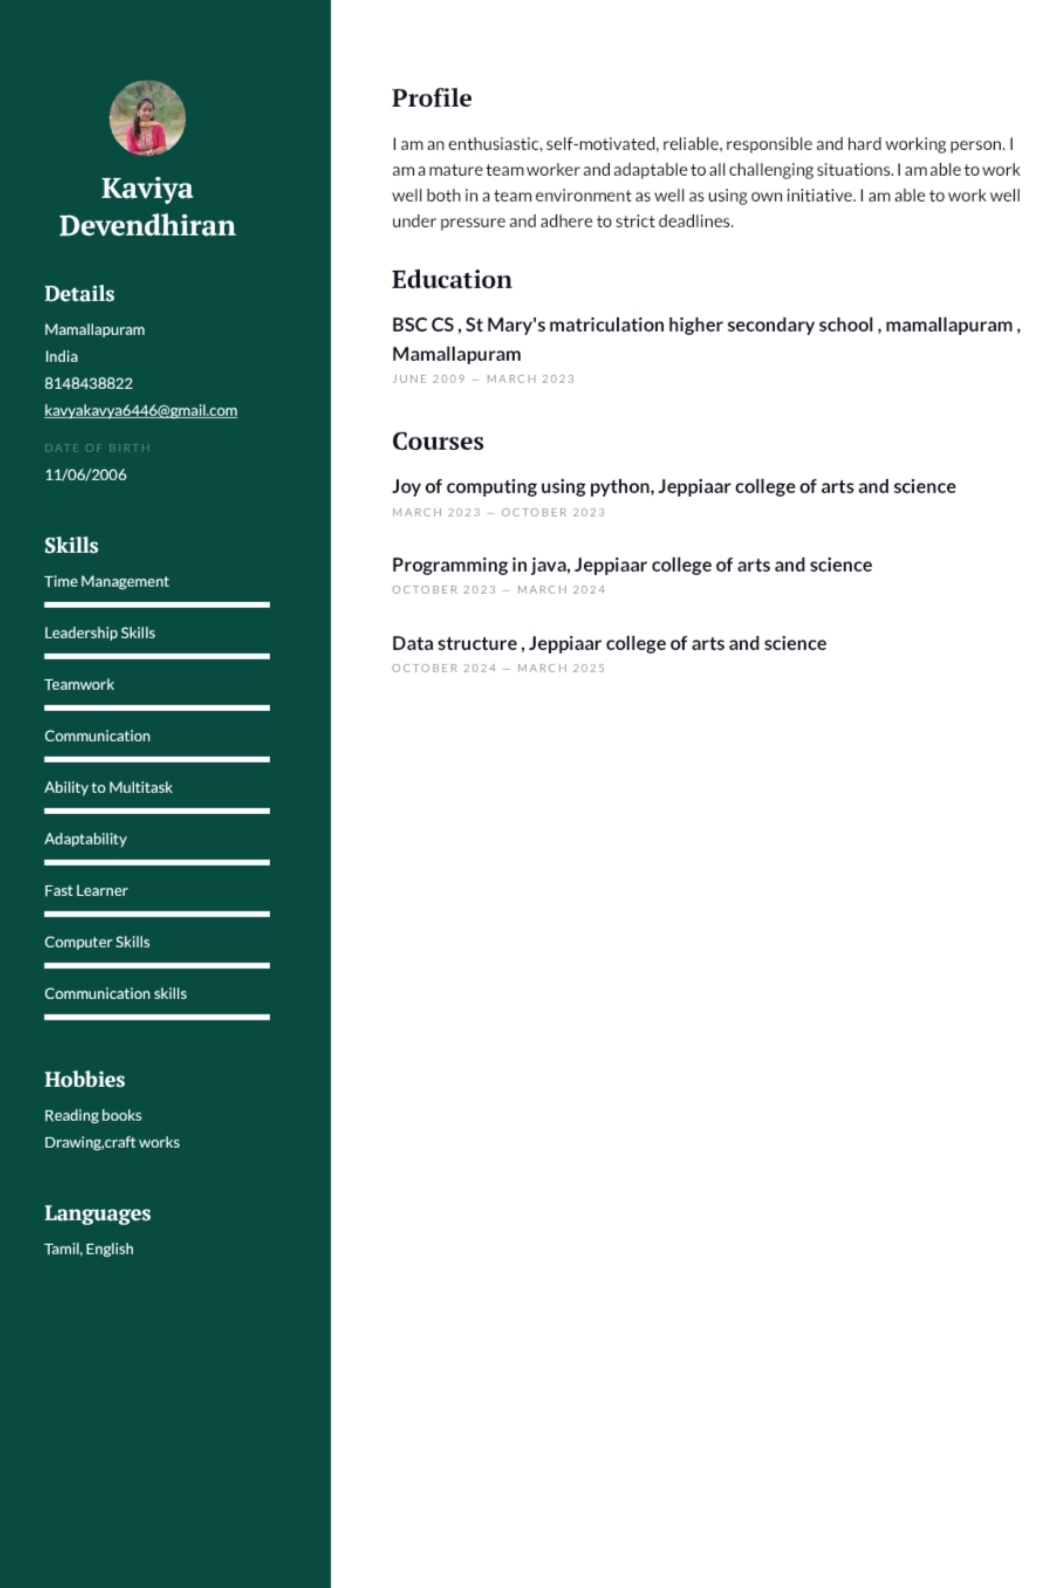 Kaviya
Devendhiran
Details
Mamallapuram
India
8148438822
kavyakavya6446@gmail.com
DATE OF BIRTH
11/06/2006
Skills
Time Management
Leadership Skills
Teamwork
Communication
Ability to Multitask
Adaptability
Fast Learner
Computer Skills
Communication skills
Hobbies
Reading books
Drawing,craft works
Languages
Tamil, English
Profile
I am an enthusiastic, self-motivated, reliable, responsible and hard working person. I
am a mature team worker and adaptable to all challenging situations. I am able to work
well both in a team environment as well as using own initiative. I am able to work well
under pressure and adhere to strict deadlines.
Education
BSC CS , St Mary's matriculation higher secondary school , mamallapuram ,
Mamallapuram
JUNE 2009 — MARCH 2023
Courses
Joy of computing using python, Jeppiaar college of arts and science
MARCH 2023 — OCTOBER 2023
Programming in java, Jeppiaar college of arts and science
OCTOBER 2023 — MARCH 2024
Data structure , Jeppiaar college of arts and science
OCTOBER 2024 — MARCH 2025